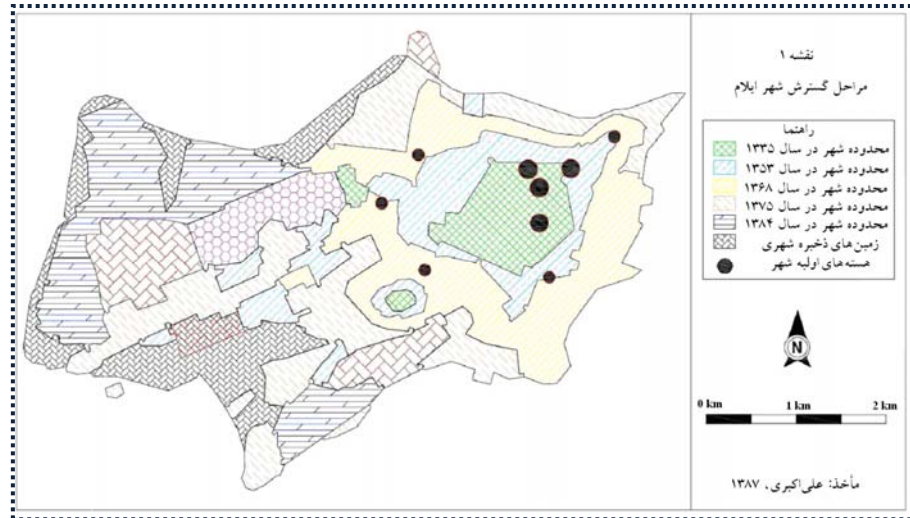 نقشه ۱
مراحل گسترش شهر ایلام
راهنما
محدوده شهر در سال ۱۳۳۵
محدوده شهر در سال ۱۳۵۳
محدوده شهر در سال ۱۳۶۸
محدوده شهر در سال ۱۳۷۵
محدوده شهر در سال ۱۳۸۴
زمین‌های ذخیره شهری
هسته‌های اولیه شهر
N
0 km 1 km 2 km
مأخذ: علی‌اکبری، ۱۳۸۷